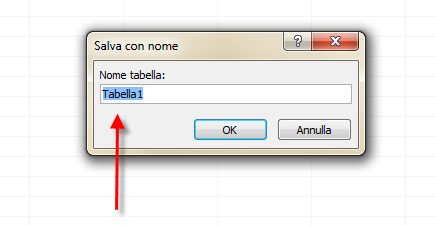 Salva con nome
Nome tabella:
Tabella1
OK
Annulla